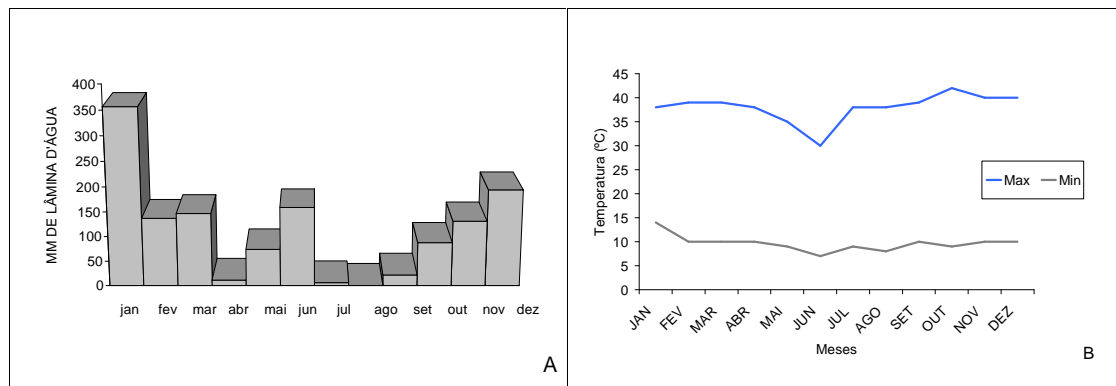 MM DE LÂMINA D'ÁGUA
400
350
300
250
200
150
100
50
0
jan fev mar abr mai jun jul ago set out nov dez
A
Temperatura (ºC)
45
40
35
30
25
20
15
10
5
0
JAN FEV MAR ABR MAI JUN JUL AGO SET OUT NOV DEZ
Meses
Max Min
B